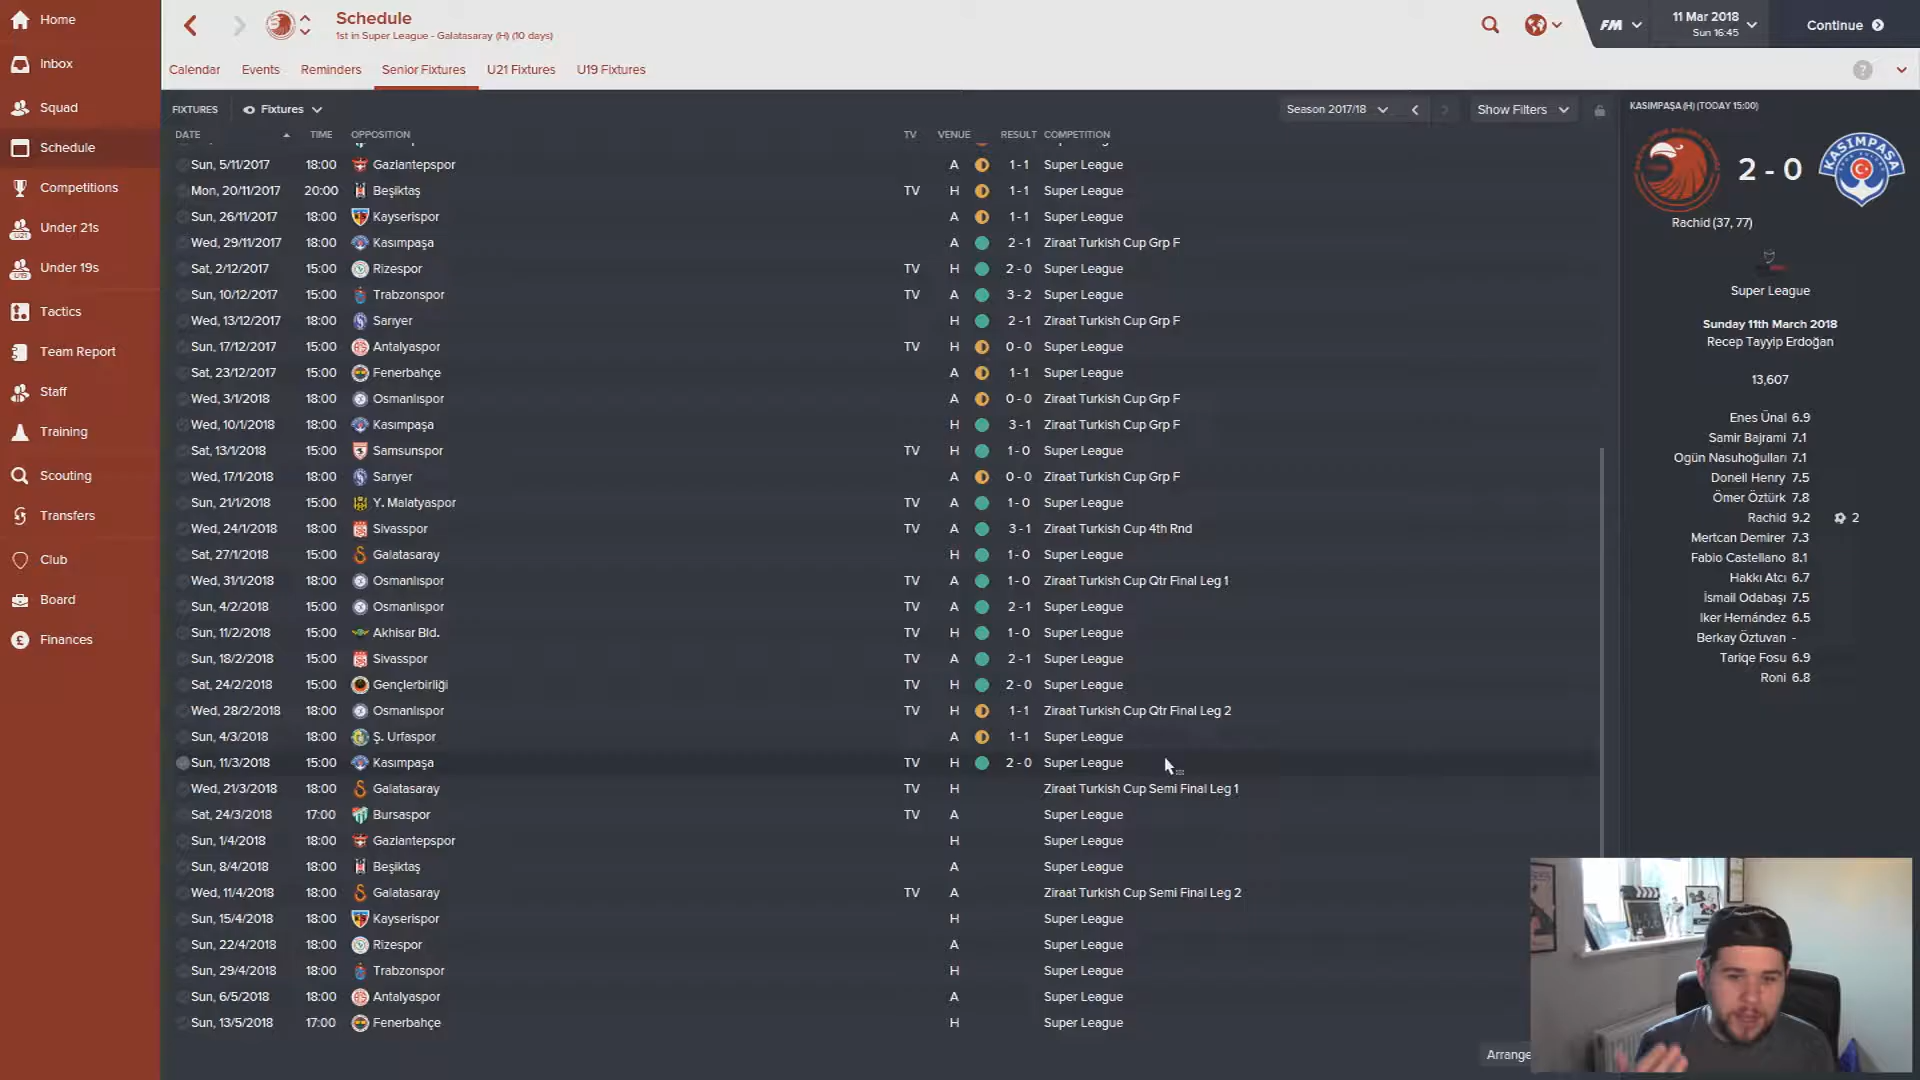 Home
Inbox
Squad
Schedule
Competitions
Under 21s
Under 19s
Tactics
Team Report
Staff
Training
Scouting
Transfers
Club
Board
Finances
Schedule
1st in Super League - Galatasaray (H) (10 days)
FM
11 Mar 2018
Sun 16:45
Continue
Calendar Events Reminders Senior Fixtures U21 Fixtures U19 Fixtures
FIXTURES Fixtures Season 2017/18 Show Filters
DATE TIME OPPOSITION TV VENUE RESULT COMPETITION
Sun, 5/11/2017 18:00 Gaziantepspor A 1-1 Super League
Mon, 20/11/2017 20:00 Beşiktaş TV H 1-1 Super League
Sun, 26/11/2017 18:00 Kayserispor A 1-1 Super League
Wed, 29/11/2017 18:00 Kasımpaşa A 2-1 Ziraat Turkish Cup Grp F
Sat, 2/12/2017 15:00 Rizespor TV H 2-0 Super League
Sun, 10/12/2017 15:00 Trabzonspor TV A 3-2 Super League
Wed, 13/12/2017 18:00 Sarıyer H 2-1 Ziraat Turkish Cup Grp F
Sun, 17/12/2017 15:00 Antalyaspor TV H 0-0 Super League
Sat, 23/12/2017 15:00 Fenerbahçe A 1-1 Super League
Wed, 3/1/2018 18:00 Osmanlıspor A 0-0 Ziraat Turkish Cup Grp F
Wed, 10/1/2018 18:00 Kasımpaşa H 3-1 Ziraat Turkish Cup Grp F
Sat, 13/1/2018 15:00 Samsunspor TV H 1-0 Super League
Wed, 17/1/2018 18:00 Sarıyer A 0-0 Ziraat Turkish Cup Grp F
Sun, 21/1/2018 15:00 Y. Malatyaspor TV A 1-0 Super League
Wed, 24/1/2018 18:00 Sivasspor TV A 3-1 Ziraat Turkish Cup 4th Rnd
Sat, 27/1/2018 15:00 Galatasaray H 1-0 Super League
Wed, 31/1/2018 18:00 Osmanlıspor TV A 1-0 Ziraat Turkish Cup Qtr Final Leg 1
Sun, 4/2/2018 15:00 Osmanlıspor TV A 2-1 Super League
Sun, 11/2/2018 15:00 Akhisar Bld. TV H 1-0 Super League
Sun, 18/2/2018 15:00 Sivasspor TV A 2-1 Super League
Sat, 24/2/2018 15:00 Gençlerbirliği TV H 2-0 Super League
Wed, 28/2/2018 18:00 Osmanlıspor TV H 1-1 Ziraat Turkish Cup Qtr Final Leg 2
Sun, 4/3/2018 18:00 Ş. Urfaspor A 1-1 Super League
Sun, 11/3/2018 15:00 Kasımpaşa TV H 2-0 Super League
Wed, 21/3/2018 18:00 Galatasaray TV H Ziraat Turkish Cup Semi Final Leg 1
Sat, 24/3/2018 17:00 Bursaspor TV A Super League
Sun, 1/4/2018 18:00 Gaziantepspor H Super League
Sun, 8/4/2018 18:00 Beşiktaş A Super League
Wed, 11/4/2018 18:00 Galatasaray TV A Ziraat Turkish Cup Semi Final Leg 2
Sun, 15/4/2018 18:00 Kayserispor H Super League
Sun, 22/4/2018 18:00 Rizespor A Super League
Sun, 29/4/2018 18:00 Trabzonspor H Super League
Sun, 6/5/2018 18:00 Antalyaspor A Super League
Sun, 13/5/2018 17:00 Fenerbahçe H Super League
Arrange
KASIMPAŞA (H) (TODAY 15:00)
2 - 0
KASIMPAŞA
Rachid (37, 77)
Super League
Sunday 11th March 2018
Recep Tayyip Erdoğan
13,607
Enes Ünal 6.9
Samir Bajrami 7.1
Ogün Nasuhoğulları 7.1
Donell Henry 7.5
Ömer Öztürk 7.8
Rachid 9.2 2
Mertcan Demirer 7.3
Fabio Castellano 8.1
Hakkı Atcı 6.7
İsmail Odabaşı 7.5
Iker Hernández 6.5
Berkay Öztuvan -
Tariqe Fosu 6.9
Roni 6.8